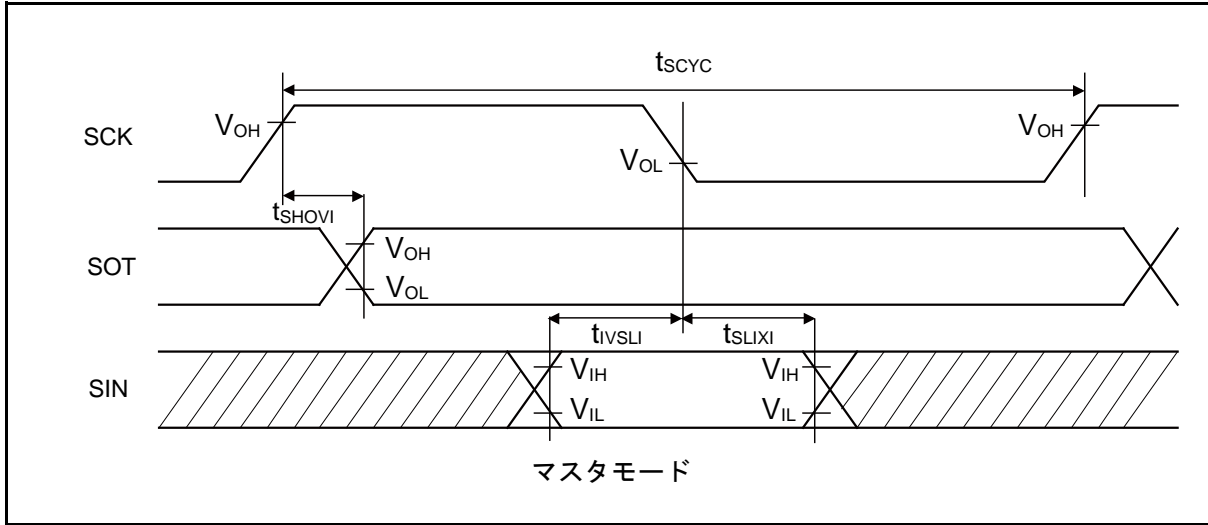 tSCYC
SCK
VOH
VOL
VOH
tSHOVI
SOT
VOH
VOL
tIVSLI
tSLIXI
SIN
VIH
VIL
VIH
VIL
マスタモード